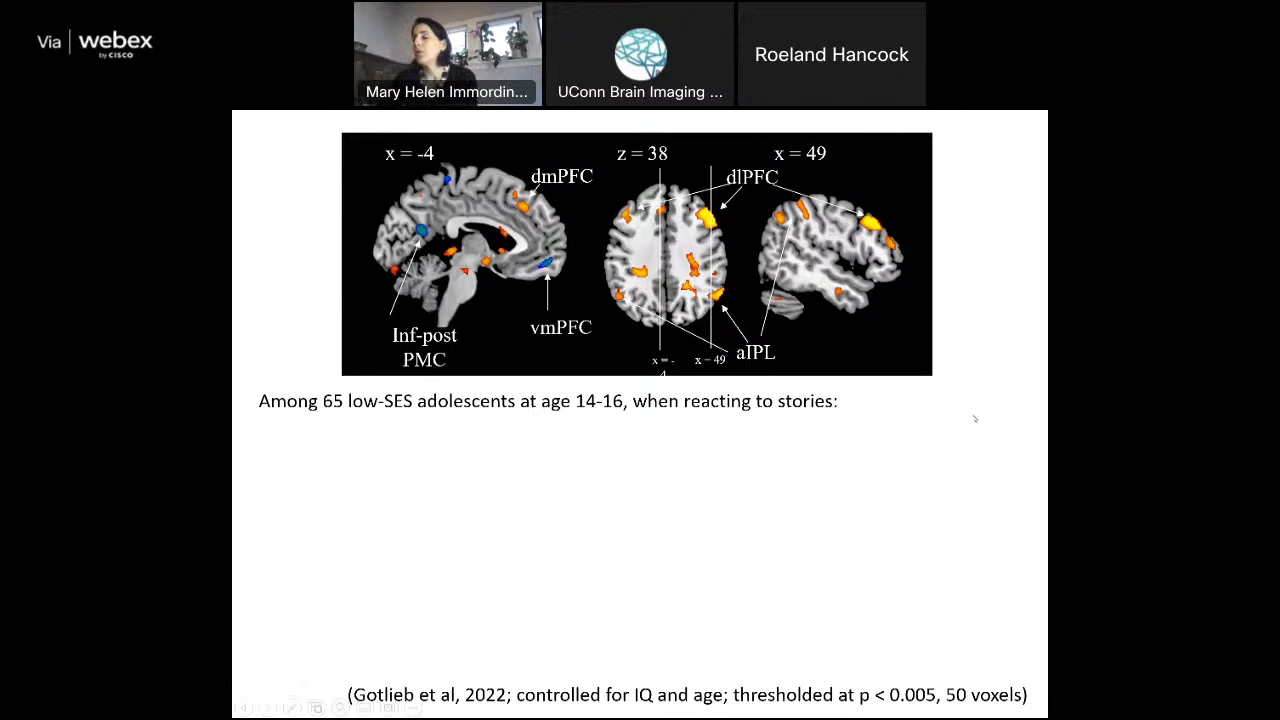 Via | webex
by CISCO
Mary Helen Immordin...
UConn Brain Imaging ...
Roeland Hancock
x = -4
z = 38
x = 49
dmPFC
dlPFC
Inf-post
PMC
vmPFC
aIPL
x = -
4
x = 49
Among 65 low-SES adolescents at age 14-16, when reacting to stories:
(Gotlieb et al, 2022; controlled for IQ and age; thresholded at p < 0.005, 50 voxels)